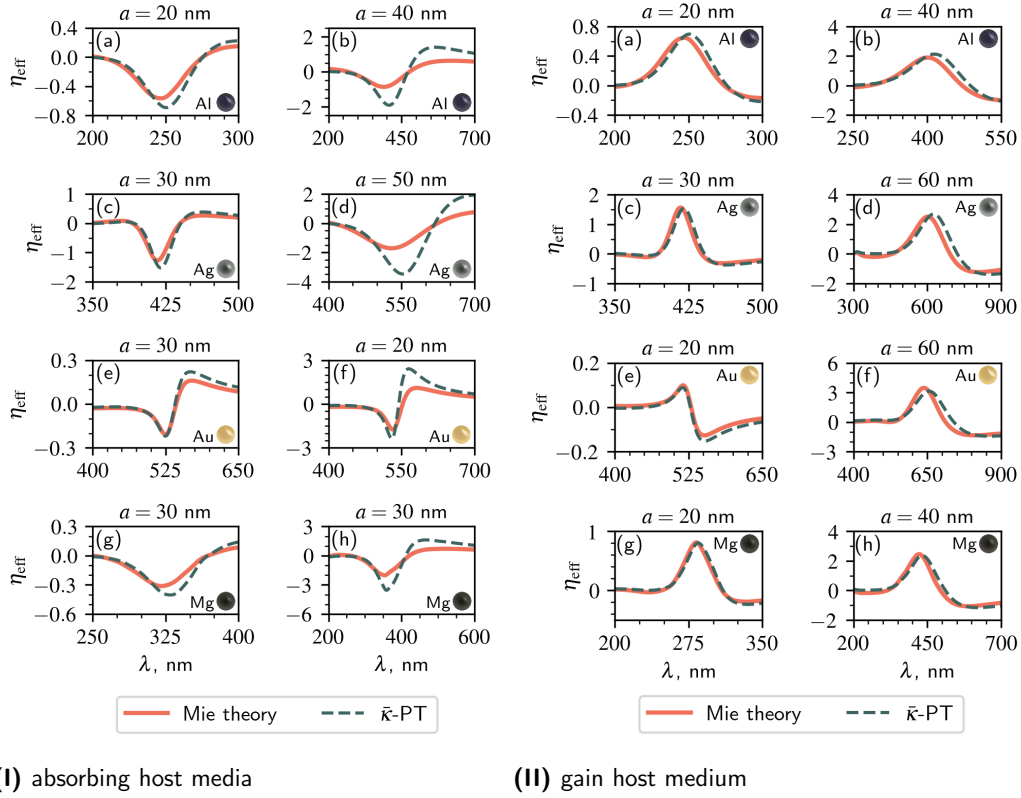 a = 20 nm
a = 40 nm
a = 20 nm
a = 40 nm
η_eff
0.4
0.0
−0.4
−0.8
(a)
Al
200 250 300
2
0
−2
(b)
Al
200 450 700
η_eff
0.8
0.4
0.0
−0.4
(a)
Al
200 250 300
4
2
0
−2
(b)
Al
250 400 550
a = 30 nm
a = 50 nm
a = 30 nm
a = 60 nm
η_eff
1
0
−1
−2
(c)
Ag
350 425 500
2
0
−2
−4
(d)
Ag
400 550 700
η_eff
2
1
0
−1
(c)
Ag
350 425 500
4
2
0
−2
(d)
Ag
300 600 900
a = 30 nm
a = 20 nm
a = 20 nm
a = 60 nm
η_eff
0.3
0.0
−0.3
(e)
Au
400 525 650
3
2
0
−2
−3
(f)
Au
400 550 700
η_eff
0.2
0.0
−0.2
(e)
Au
400 525 650
6
3
0
−3
(f)
Au
400 650 900
a = 30 nm
a = 30 nm
a = 20 nm
a = 40 nm
η_eff
0.3
0.0
−0.3
−0.6
(g)
Mg
250 325 400
λ, nm
3
0
−3
−6
(h)
Mg
200 400 600
λ, nm
η_eff
1
0
(g)
Mg
200 275 350
λ, nm
4
2
0
−2
(h)
Mg
200 450 700
λ, nm
Mie theory κ̄-PT
Mie theory κ̄-PT
(I) absorbing host media
(II) gain host medium